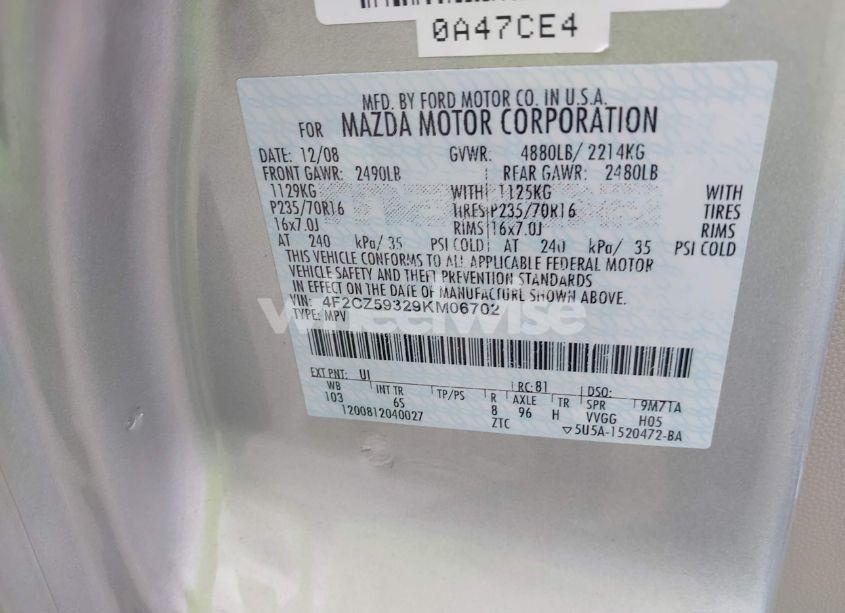 0A47CE4
MFD. BY FORD MOTOR CO. IN U.S.A.
FOR MAZDA MOTOR CORPORATION
DATE: 12/08 GVWR: 4880LB/ 2214KG
FRONT GAWR: 2490LB REAR GAWR: 2480LB
1129KG WITH 1125KG WITH
P235/70R16 TIRES P235/70R16 TIRES
16x7.0J RIMS 16x7.0J RIMS
AT 240 kPa/ 35 PSI COLD AT 240 kPa/ 35 PSI COLD
THIS VEHICLE CONFORMS TO ALL APPLICABLE FEDERAL MOTOR
VEHICLE SAFETY AND THEFT PREVENTION STANDARDS
IN EFFECT ON THE DATE OF MANUFACTURE SHOWN ABOVE.
VIN: 4F2CZ59329KM06702
TYPE: MPV
wheelwise
EXT PNT: UJ RC: 81 DSO:
WB INT TR TP/PS R AXLE TR SPR 9M7TA
103 6S 8 96 H VVGG H05
1200812040027 ZTC ▽5U5A-1520472-BA